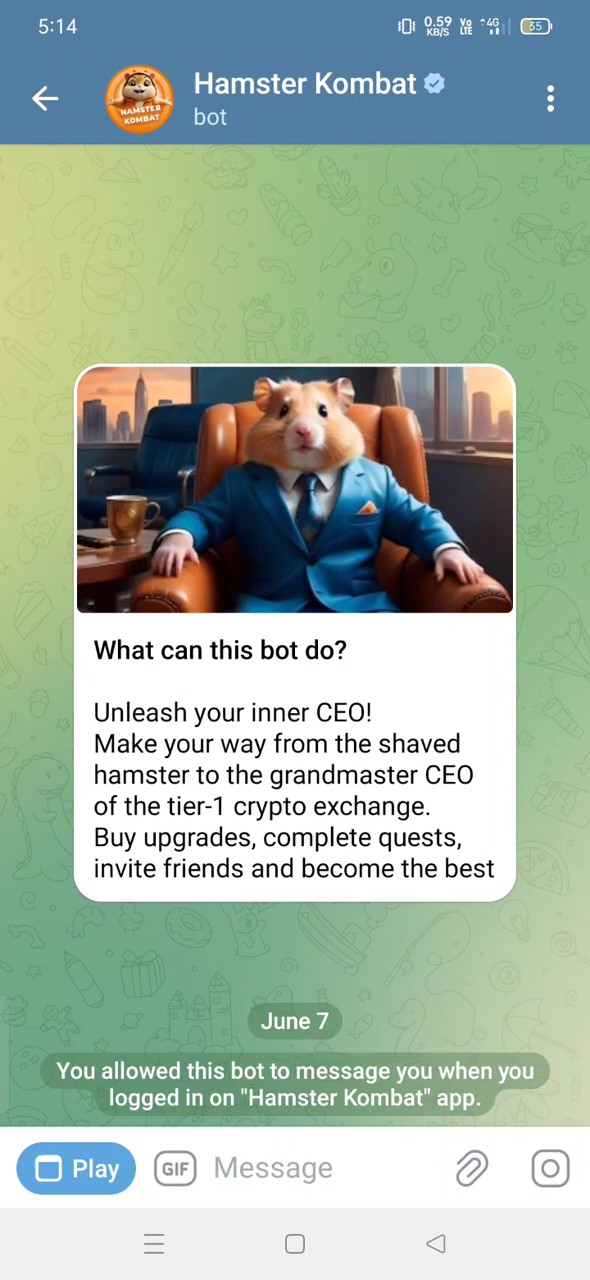 5:14
0.59 KB/S
Vo LTE
4G
35
Hamster Kombat
bot
HAMSTER
KOMBAT
What can this bot do?
Unleash your inner CEO!
Make your way from the shaved
hamster to the grandmaster CEO
of the tier-1 crypto exchange.
Buy upgrades, complete quests,
invite friends and become the best
June 7
You allowed this bot to message you when you
logged in on "Hamster Kombat" app.
Play
GIF
Message